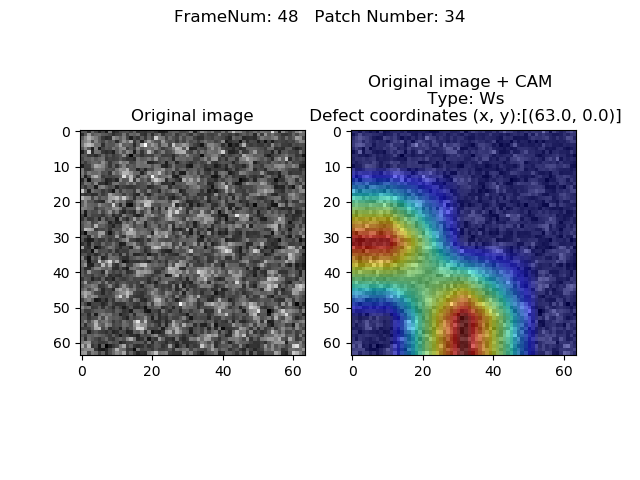 FrameNum: 48   Patch Number: 34
Original image
Original image + CAM
Type: Ws
Defect coordinates (x, y):[(63.0, 0.0)]
0
10
20
30
40
50
60
0 20 40 60
0
10
20
30
40
50
60
0 20 40 60